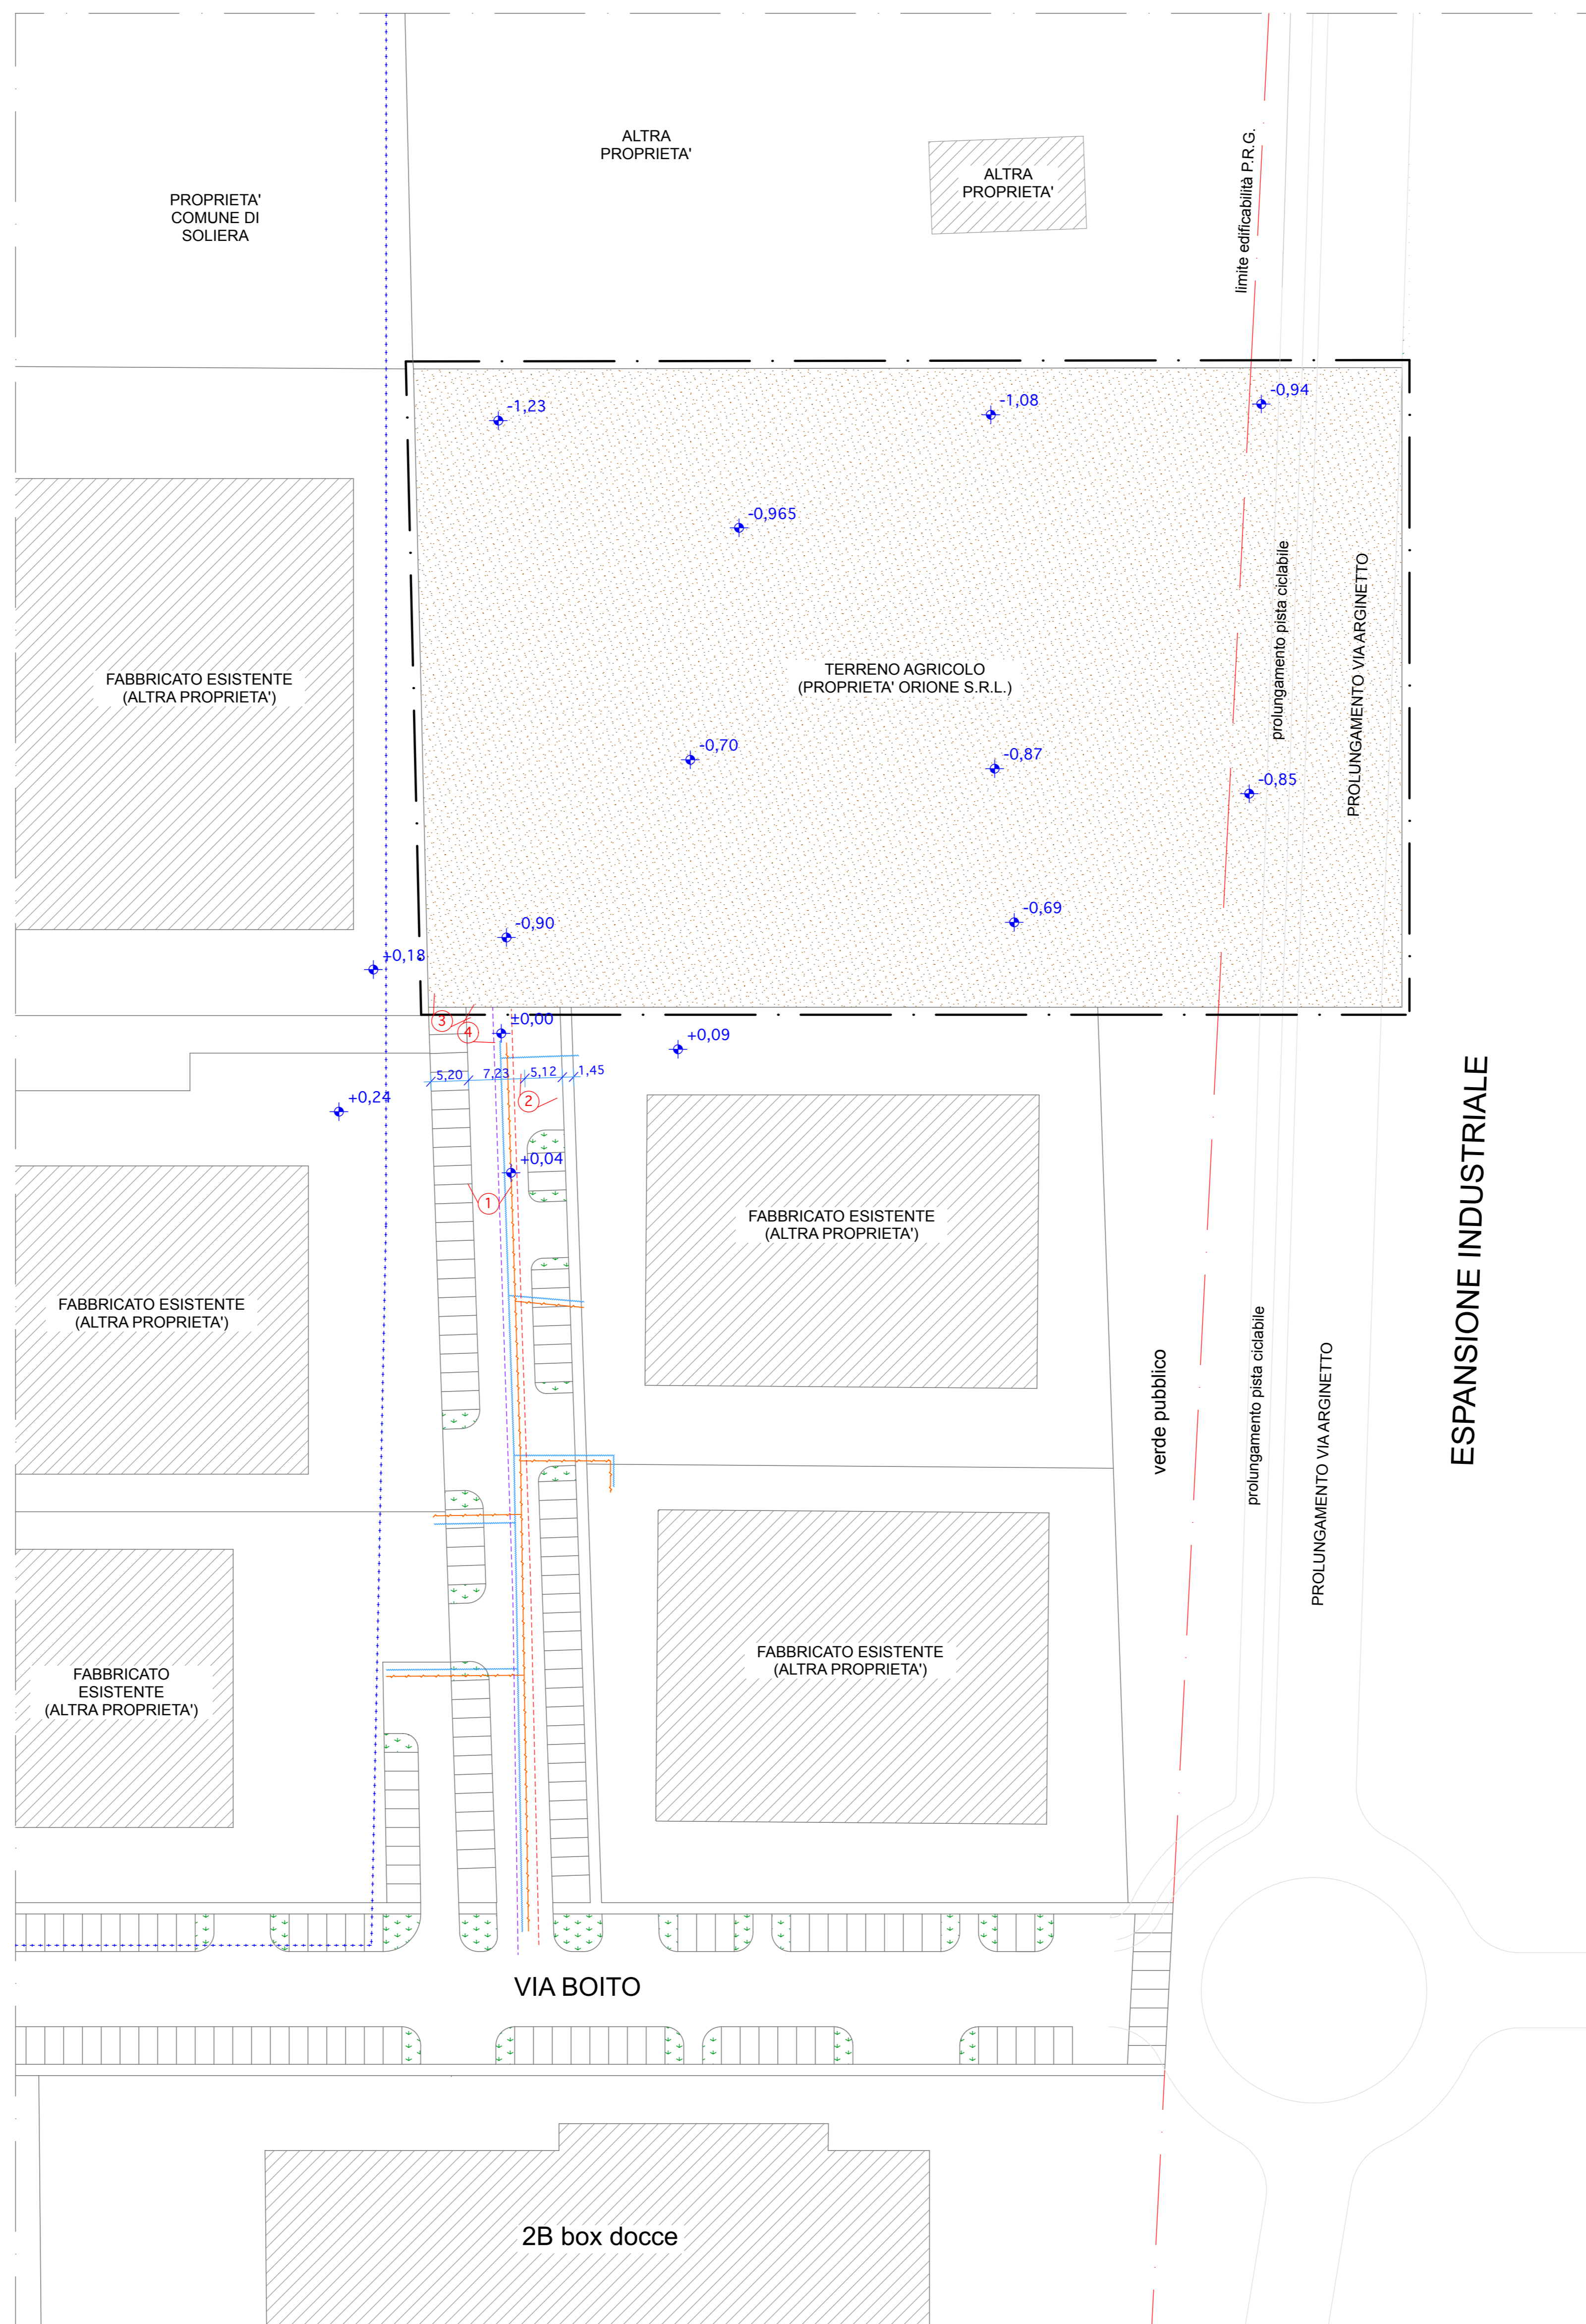 ALTRA
PROPRIETA'
ALTRA
PROPRIETA'
limite edificabilità P.R.G.
PROPRIETA'
COMUNE DI
SOLIERA
-1,23
-1,08
-0,94
-0,965
TERRENO AGRICOLO
(PROPRIETA' ORIONE S.R.L.)
prolungamento pista ciclabile
PROLUNGAMENTO VIA ARGINETTO
FABBRICATO ESISTENTE
(ALTRA PROPRIETA')
-0,70
-0,87
-0,85
-0,90
-0,69
+0,18
3
4
±0,00
+0,09
5,20
7,23
5,12
1,45
+0,24
2
+0,04
1
FABBRICATO ESISTENTE
(ALTRA PROPRIETA')
FABBRICATO ESISTENTE
(ALTRA PROPRIETA')
verde pubblico
prolungamento pista ciclabile
PROLUNGAMENTO VIA ARGINETTO
ESPANSIONE INDUSTRIALE
FABBRICATO ESISTENTE
(ALTRA PROPRIETA')
FABBRICATO
ESISTENTE
(ALTRA PROPRIETA')
VIA BOITO
2B box docce